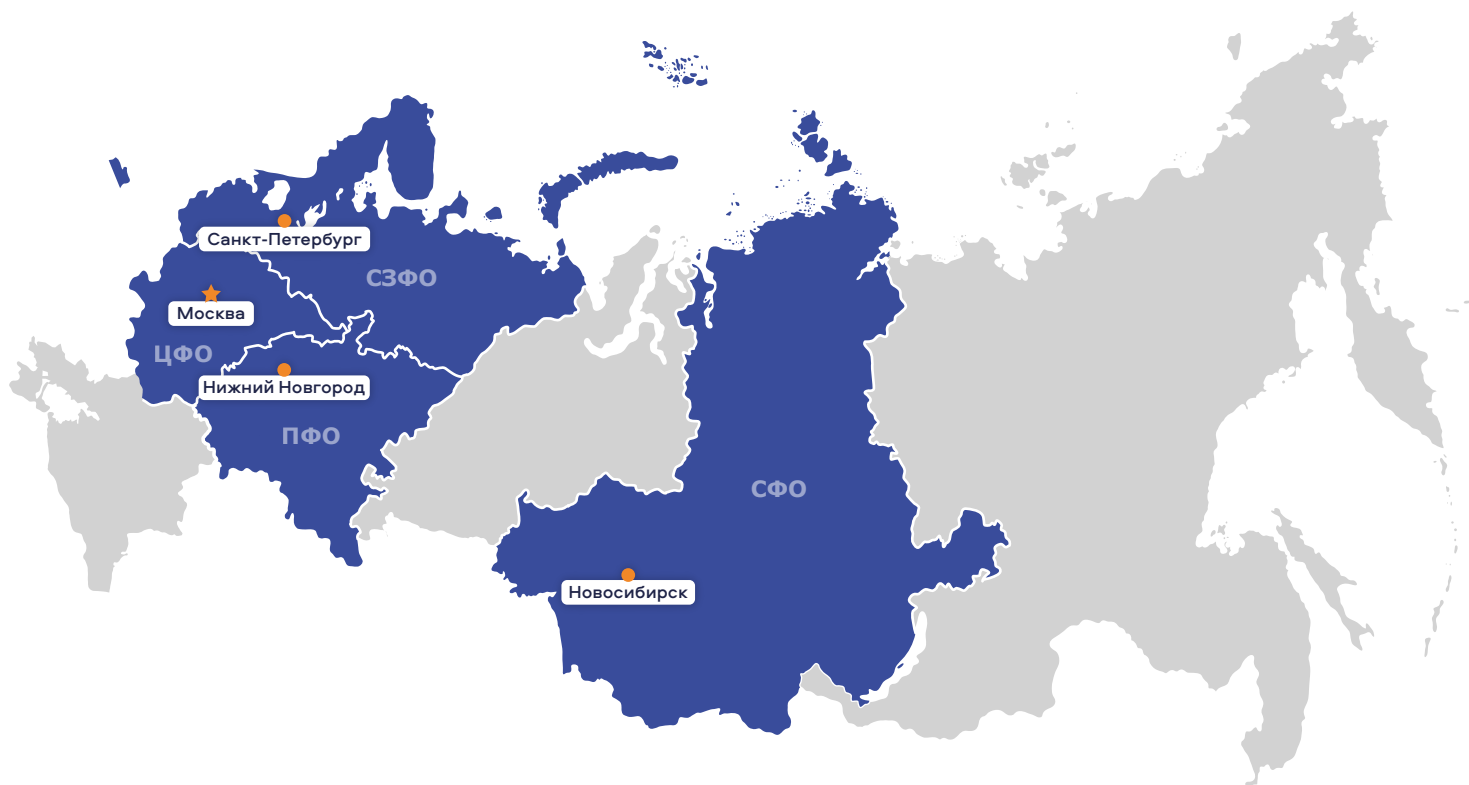 Санкт-Петербург
СЗФО
Москва
ЦФО
Нижний Новгород
ПФО
СФО
Новосибирск